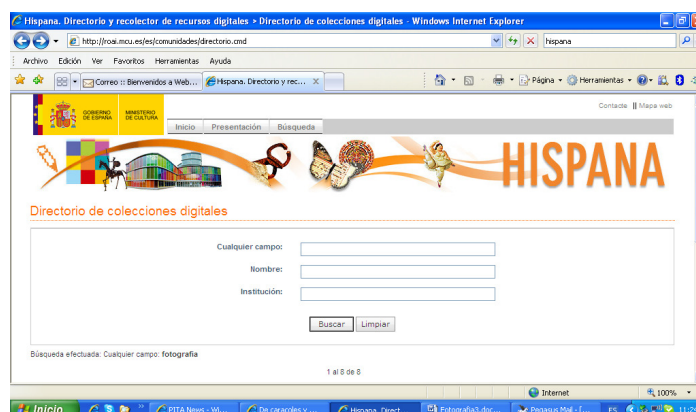 Hispana. Directorio y recolector de recursos digitales > Directorio de colecciones digitales - Windows Internet Explorer
http://roai.mcu.es/es/comunidades/directorio.cmd
hispana
Archivo Edición Ver Favoritos Herramientas Ayuda
Correo :: Bienvenidos a Web... Hispana. Directorio y rec... Página Herramientas
Contacte || Mapa web
GOBIERNO DE ESPAÑA
MINISTERIO DE CULTURA
Inicio Presentación Búsqueda
HISPANA
Directorio de colecciones digitales
Cualquier campo:
Nombre:
Institución:
Buscar Limpiar
Búsqueda efectuada: Cualquier campo: fotografia
1 al 8 de 8
Internet 100%
Inicio PITA News - Wi... De caracoles y ... Hispana. Direct... Fotografia3.doc... Pegasus Mail - [... ES